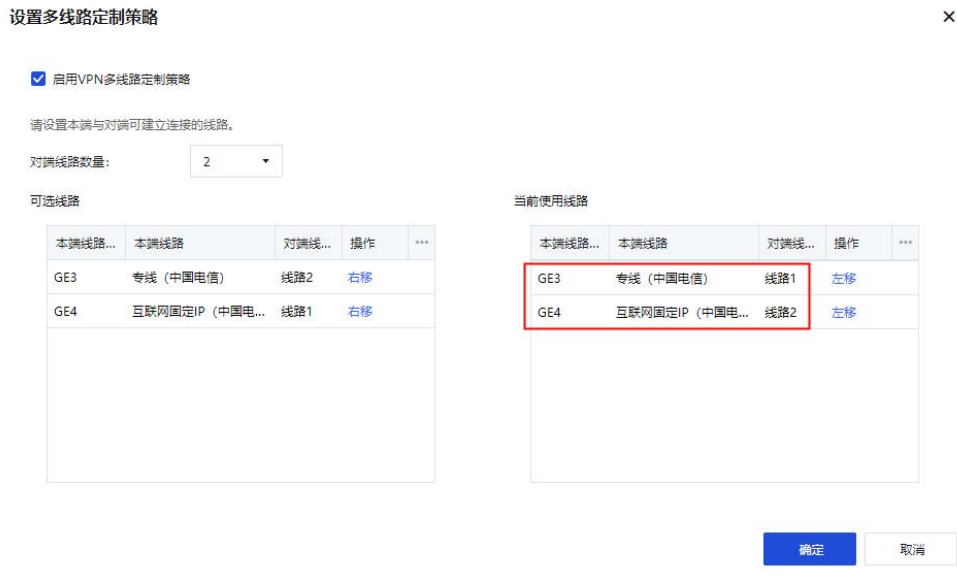 设置多线路定制策略
启用VPN多线路定制策略
请设置本端与对端可建立连接的线路。
对端线路数量：
2
可选线路
本端线路... 本端线路 对端线... 操作
GE3 专线（中国电信） 线路2 右移
GE4 互联网固定IP（中国电... 线路1 右移
当前使用线路
本端线路... 本端线路 对端线... 操作
GE3 专线（中国电信） 线路1 左移
GE4 互联网固定IP（中国电... 线路2 左移
确定
取消